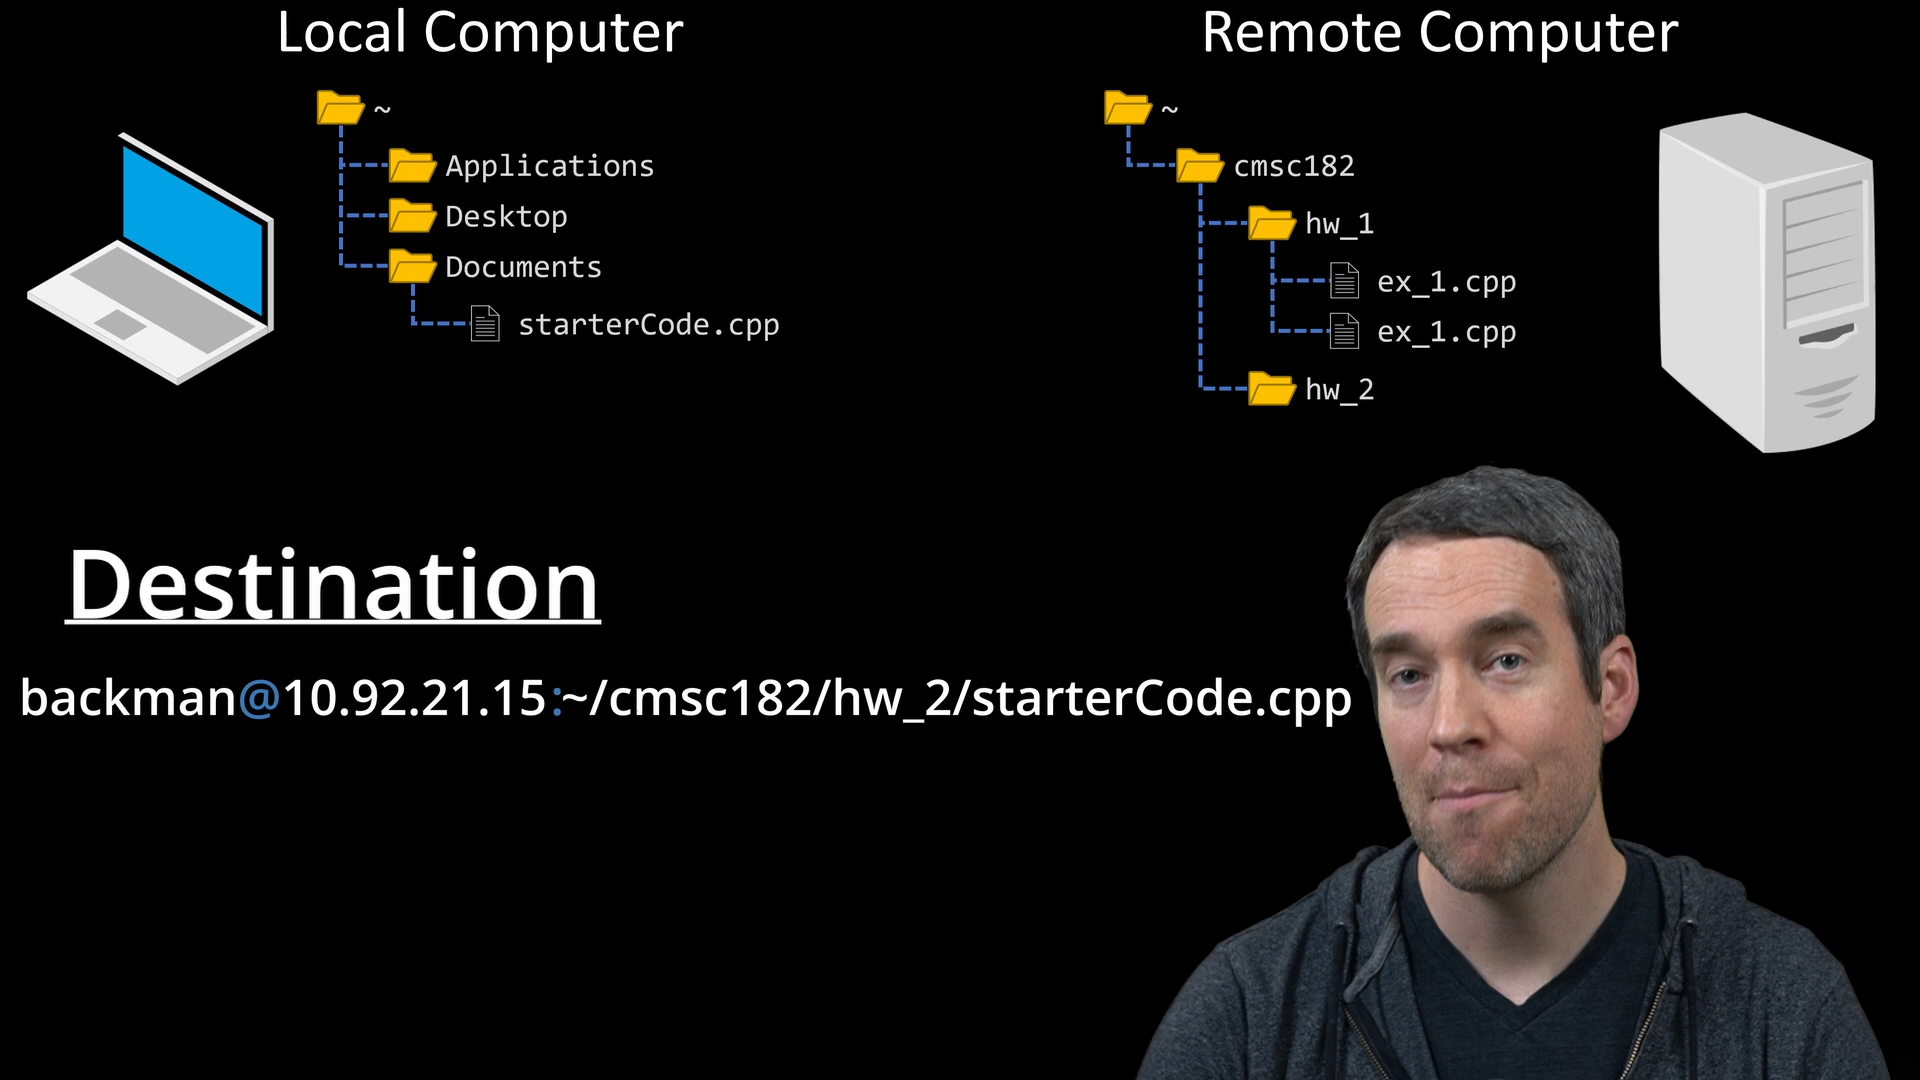 Local Computer
~
Applications
Desktop
Documents
starterCode.cpp
Remote Computer
~
cmsc182
hw_1
ex_1.cpp
ex_1.cpp
hw_2
Destination
backman@10.92.21.15:~/cmsc182/hw_2/starterCode.cpp